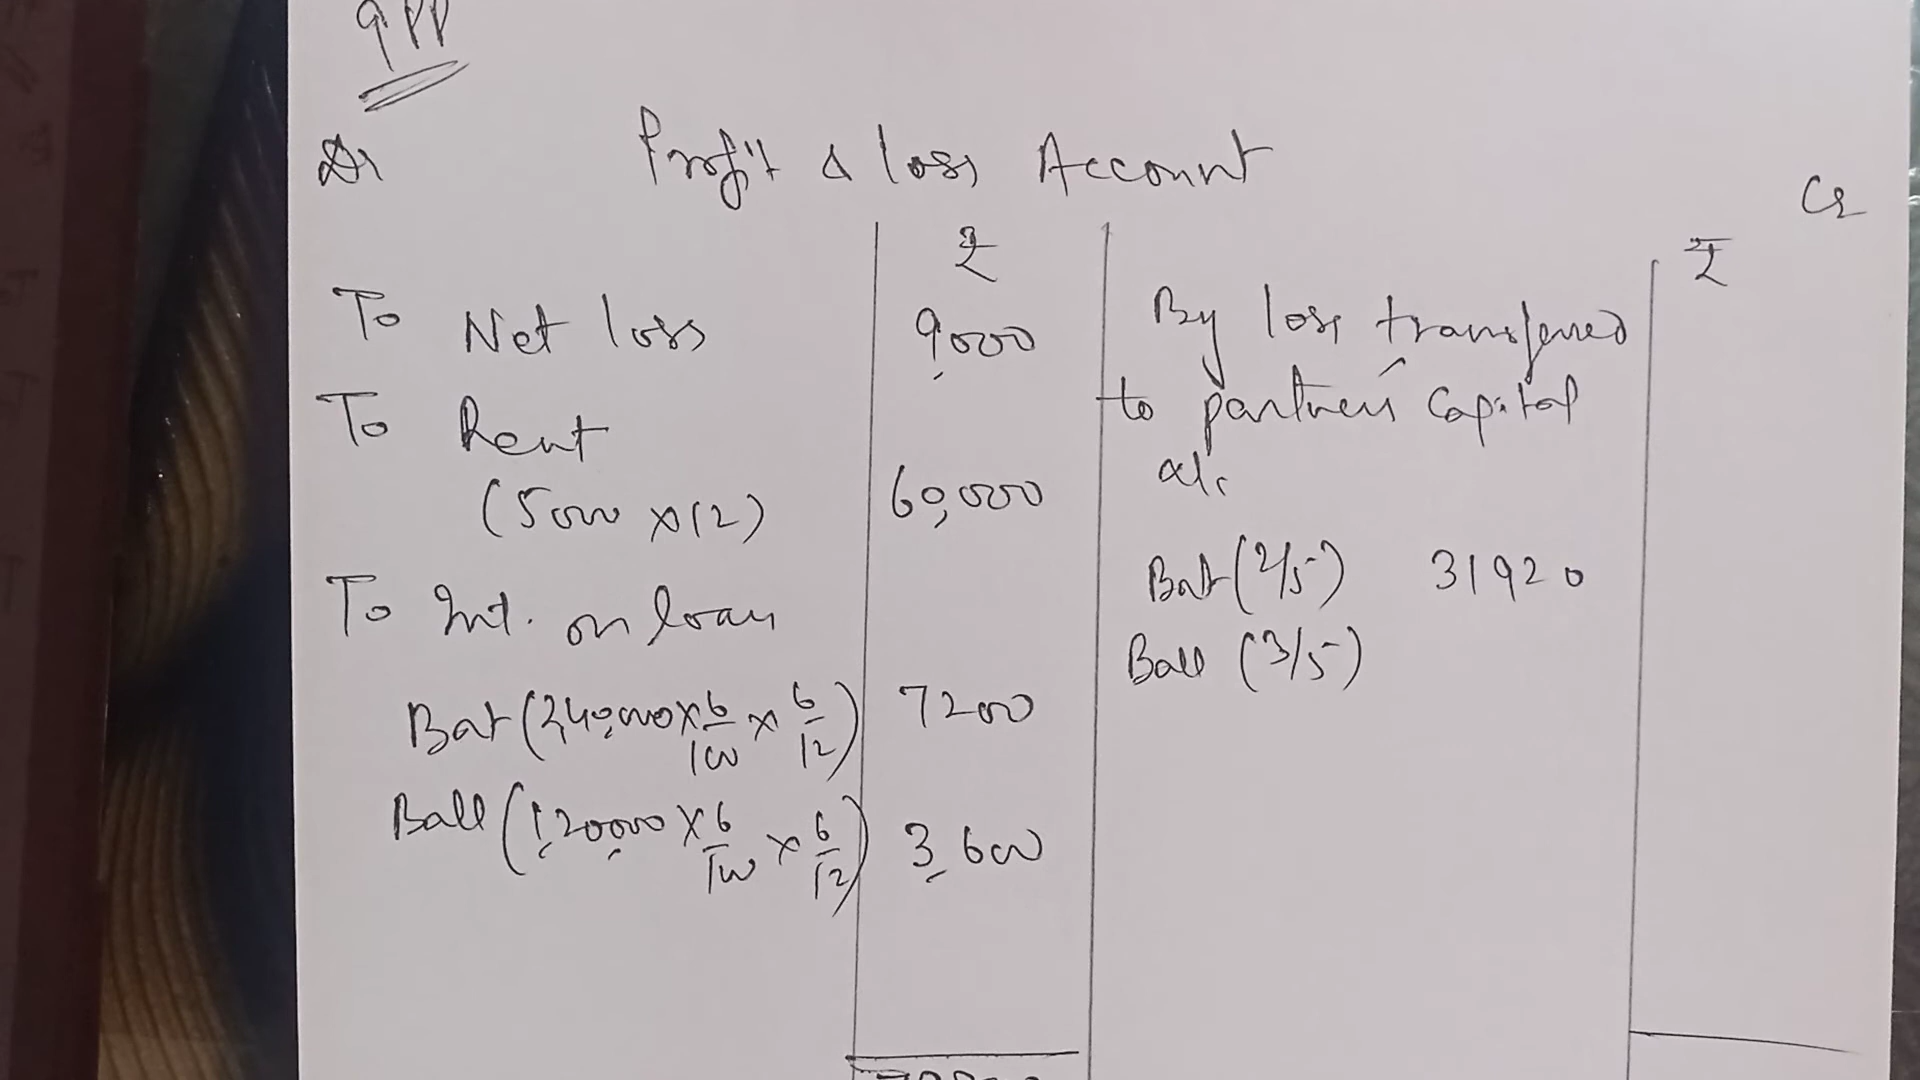 Dr
Profit & loss Account
Cr
₹
₹
To Net loss 9,000
To Rent
(5000 × 12) 60,000
To Int. on loan
Bat (2,40,000 × 6/100 × 6/12) 7200
Ball (1,20,000 × 6/100 × 6/12) 3,600
By loss transferred
to partners' Capital
a/c
Bat (2/5) 31920
Ball (3/5)